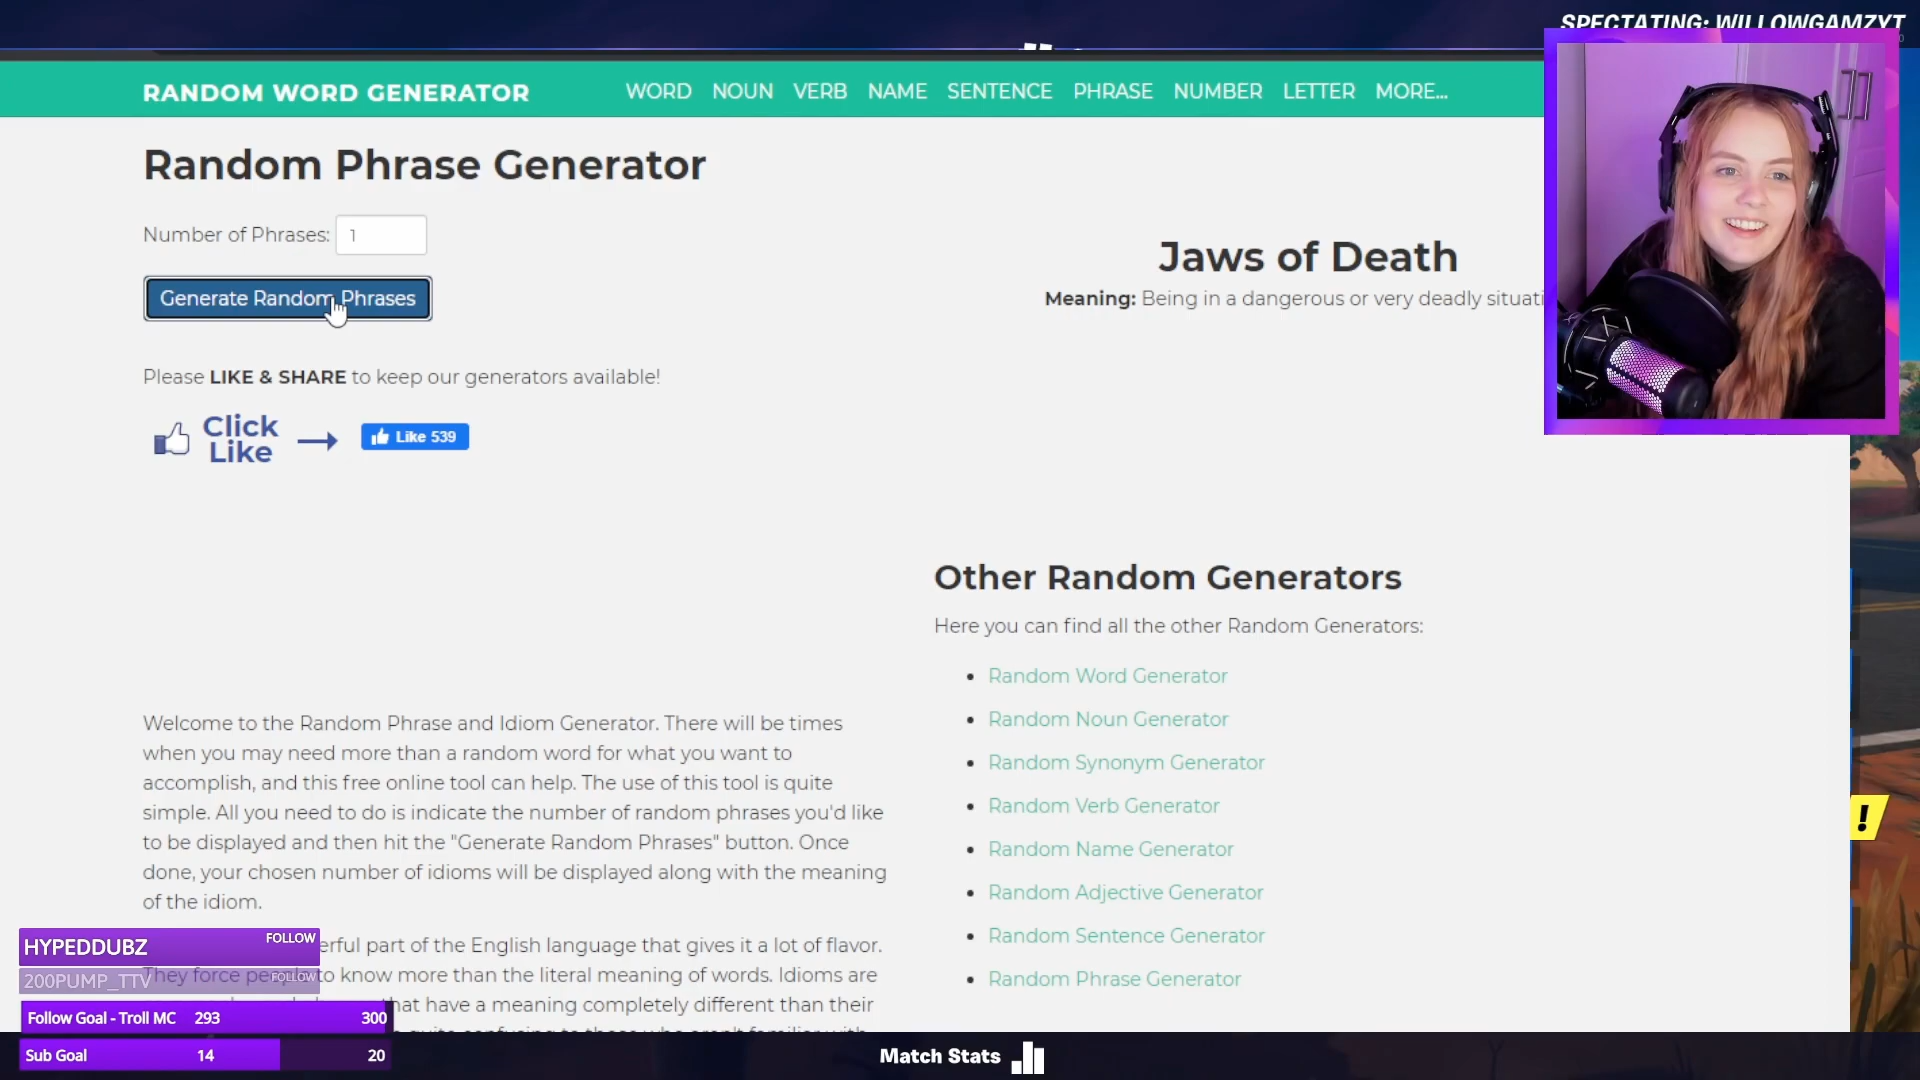 SPECTATING: WILLOWGAMZYT
RANDOM WORD GENERATOR
WORD NOUN VERB NAME SENTENCE PHRASE NUMBER LETTER MORE...
Random Phrase Generator
Number of Phrases: 1
Generate Random Phrases
Jaws of Death
Meaning: Being in a dangerous or very deadly situati
Please LIKE & SHARE to keep our generators available!
Click
Like
Like 539
Other Random Generators
Here you can find all the other Random Generators:
Random Word Generator
Random Noun Generator
Random Synonym Generator
Random Verb Generator
Random Name Generator
Random Adjective Generator
Random Sentence Generator
Random Phrase Generator
Welcome to the Random Phrase and Idiom Generator. There will be times
when you may need more than a random word for what you want to
accomplish, and this free online tool can help. The use of this tool is quite
simple. All you need to do is indicate the number of random phrases you'd like
to be displayed and then hit the "Generate Random Phrases" button. Once
done, your chosen number of idioms will be displayed along with the meaning
of the idiom.
erful part of the English language that gives it a lot of flavor.
They force people to know more than the literal meaning of words. Idioms are
that have a meaning completely different than their
HYPEDDUBZ FOLLOW
200PUMP_TTV FOLLOW
Follow Goal - Troll MC 293 300
Sub Goal 14 20
Match Stats
!